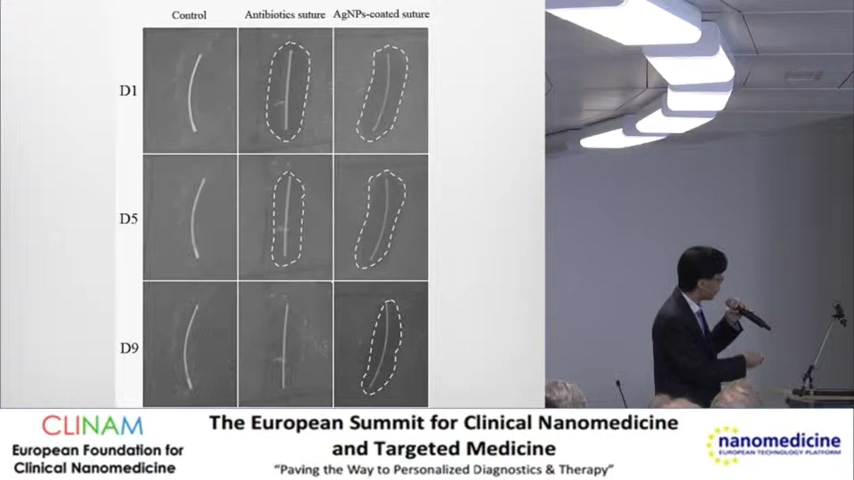 Control Antibiotics suture AgNPs-coated suture
D1
D5
D9
CLINAM
European Foundation for
Clinical Nanomedicine
The European Summit for Clinical Nanomedicine
and Targeted Medicine
"Paving the Way to Personalized Diagnostics & Therapy"
nanomedicine
EUROPEAN TECHNOLOGY PLATFORM